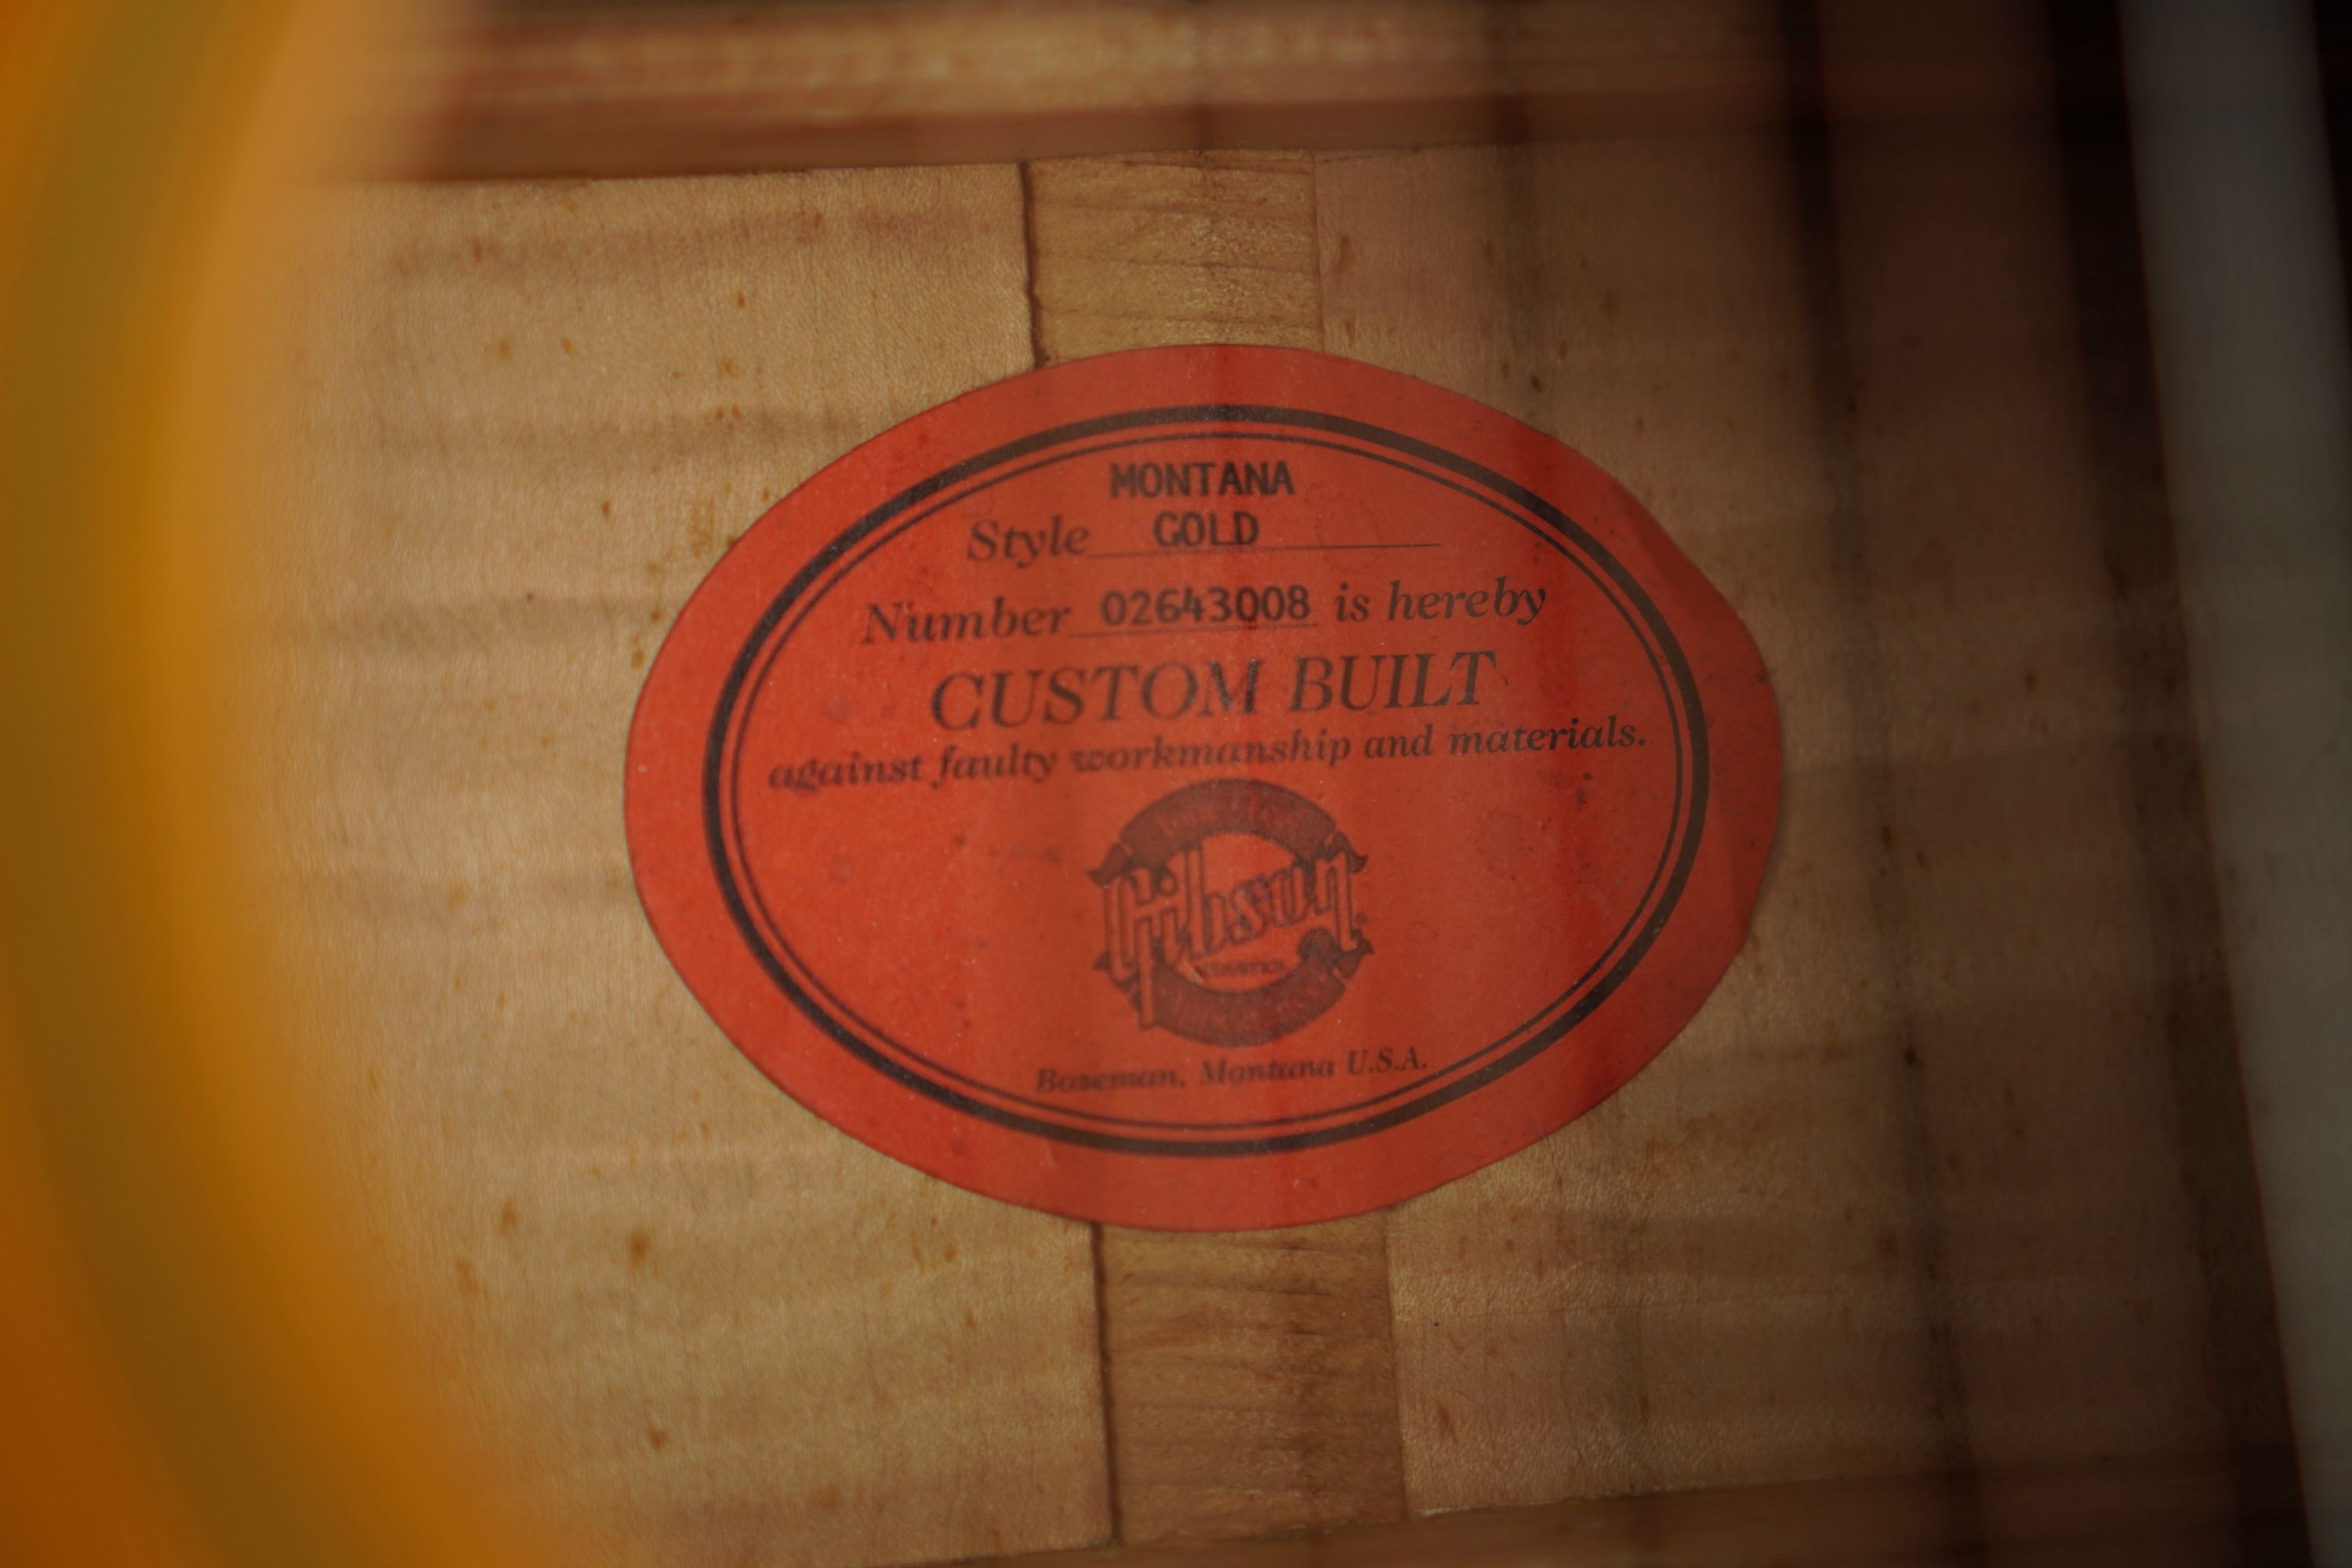 MONTANA
Style GOLD
Number 02643008 is hereby
CUSTOM BUILT
against faulty workmanship and materials.
Gibson
Bozeman, Montana U.S.A.